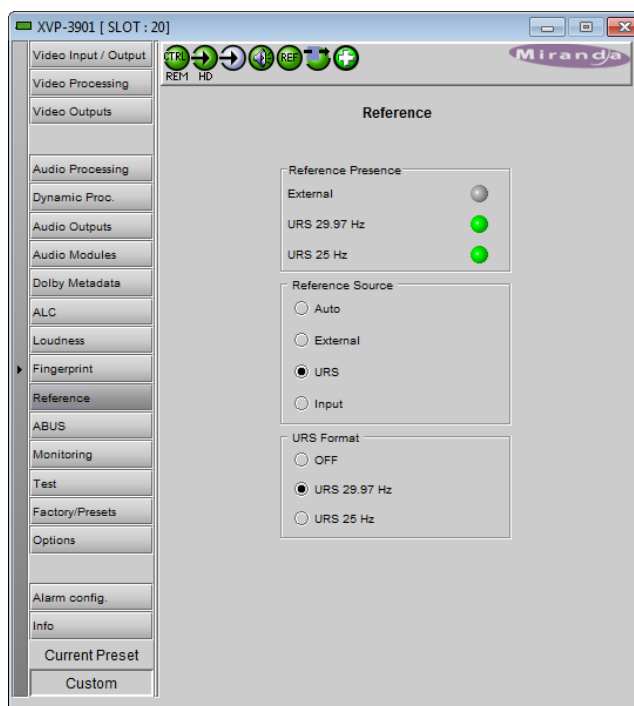 XVP-3901 [ SLOT : 20]
Video Input / Output
Video Processing
Video Outputs
Audio Processing
Dynamic Proc.
Audio Outputs
Audio Modules
Dolby Metadata
ALC
Loudness
Fingerprint
Reference
ABUS
Monitoring
Test
Factory/Presets
Options
Alarm config.
Info
Current Preset
Custom
CTRL
REF
REM HD
Miranda
Reference
Reference Presence
External
URS 29.97 Hz
URS 25 Hz
Reference Source
Auto
External
URS
Input
URS Format
OFF
URS 29.97 Hz
URS 25 Hz